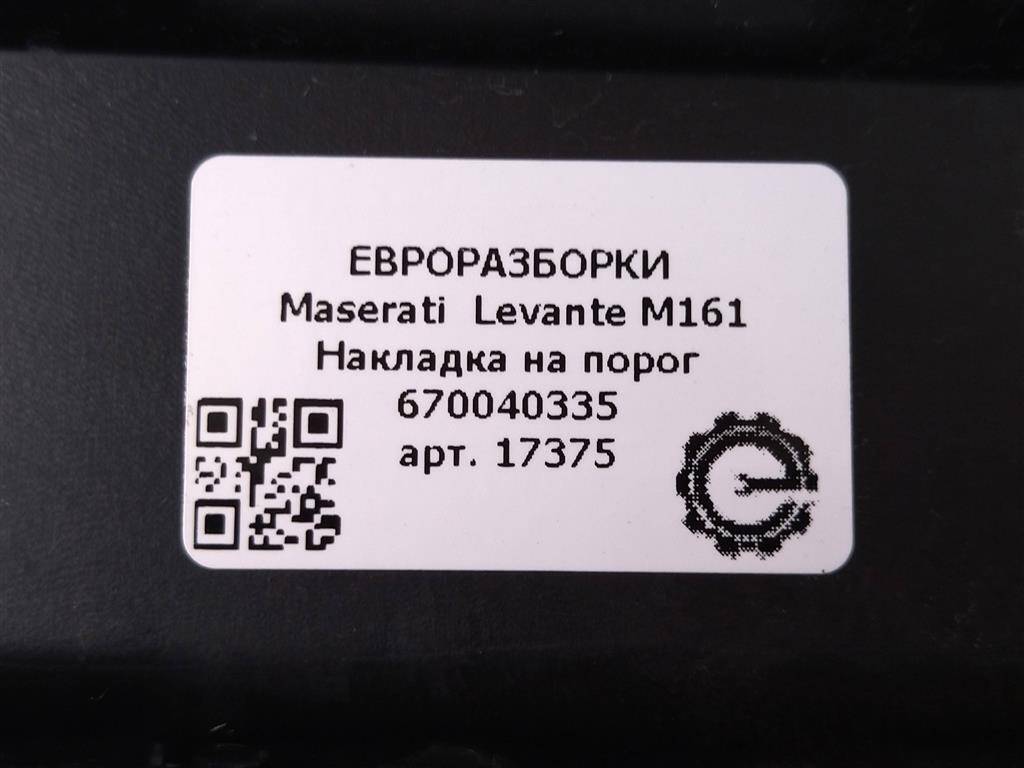 ЕВРОРАЗБОРКИ
Maserati Levante M161
Накладка на порог
670040335
арт. 17375